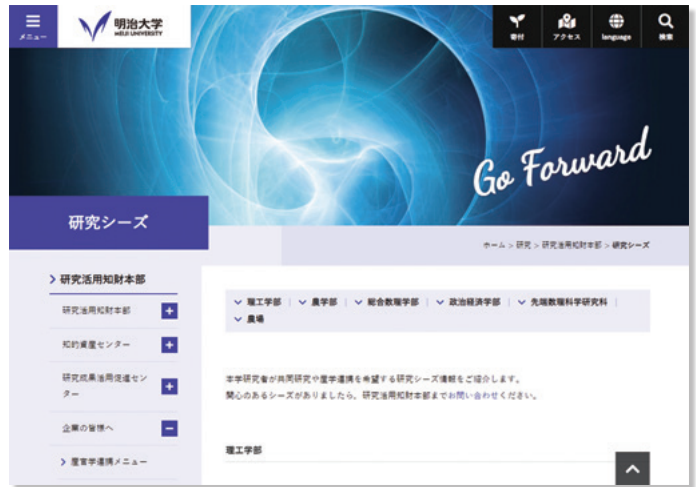 メニュー
明治大学
MEIJI UNIVERSITY
寄付
アクセス
language
検索
Go Forward
研究シーズ
ホーム > 研究 > 研究活用知財本部 > 研究シーズ
研究活用知財本部
研究活用知財本部
知的資産センター
研究成果活用促進セン
ター
企業の皆様へ
産官学連携メニュー
理工学部 | 農学部 | 総合数理学部 | 政治経済学部 | 先端数理科学研究科 |
農場
本学研究者が共同研究や産学連携を希望する研究シーズ情報をご紹介します。
関心のあるシーズがありましたら、研究活用知財本部までお問い合わせください。
理工学部